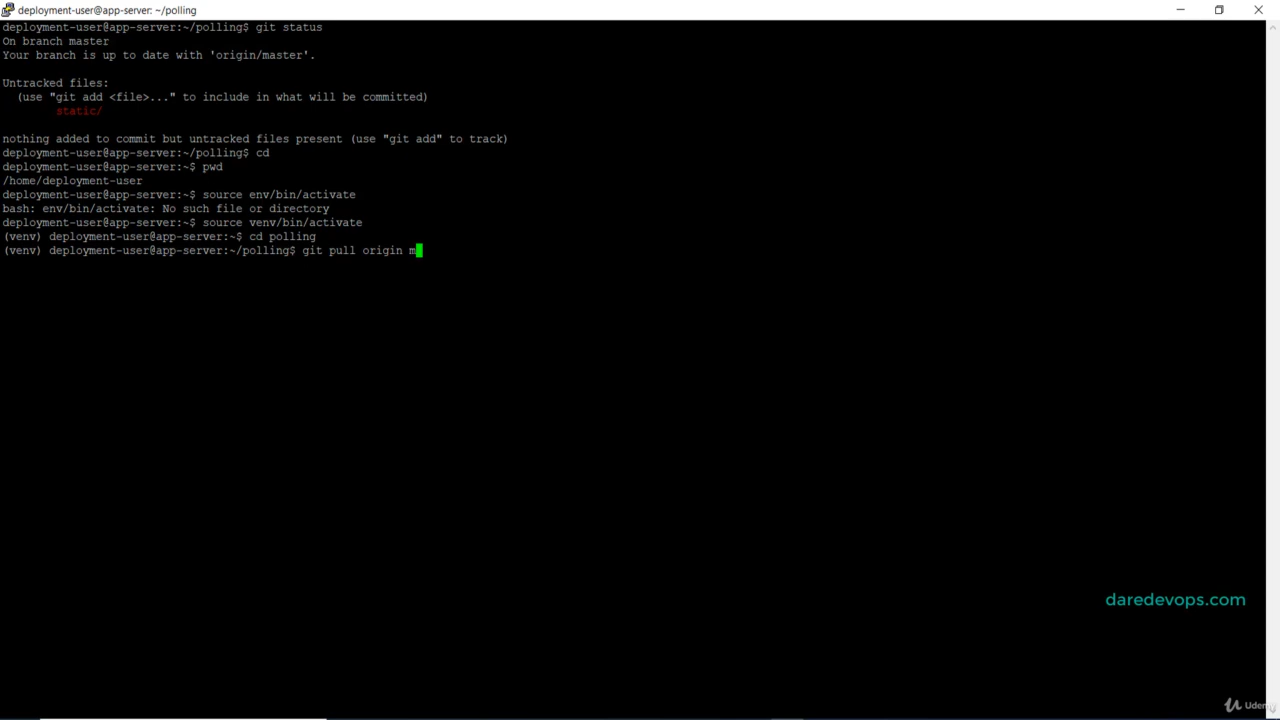 deployment-user@app-server: ~/polling
deployment-user@app-server:~/polling$ git status
On branch master
Your branch is up to date with 'origin/master'.
Untracked files:
(use "git add <file>..." to include in what will be committed)
static/
nothing added to commit but untracked files present (use "git add" to track)
deployment-user@app-server:~/polling$ cd
deployment-user@app-server:~$ pwd
/home/deployment-user
deployment-user@app-server:~$ source env/bin/activate
bash: env/bin/activate: No such file or directory
deployment-user@app-server:~$ source venv/bin/activate
(venv) deployment-user@app-server:~$ cd polling
(venv) deployment-user@app-server:~/polling$ git pull origin m
daredevops.com
Udemy